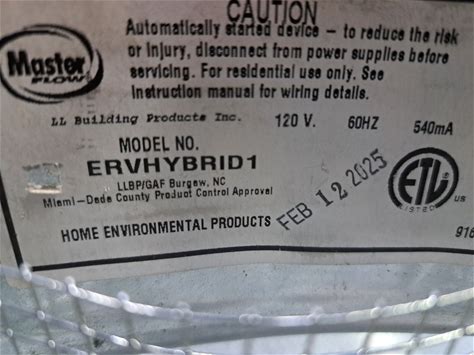 CAUTION
Automatically started device – to reduce the risk
or injury, disconnect from power supplies before
servicing. For residential use only. See
Instruction manual for wiring details.
Master
FLOW
LL Building Products Inc. 120 V. 60HZ 540mA
MODEL NO.
ERVHYBRID1
LLBP/GAF Burgaw, NC
Miami-Dade County Product Control Approval
FEB 12 2025
ETL
LISTED
US
HOME ENVIRONMENTAL PRODUCTS
916